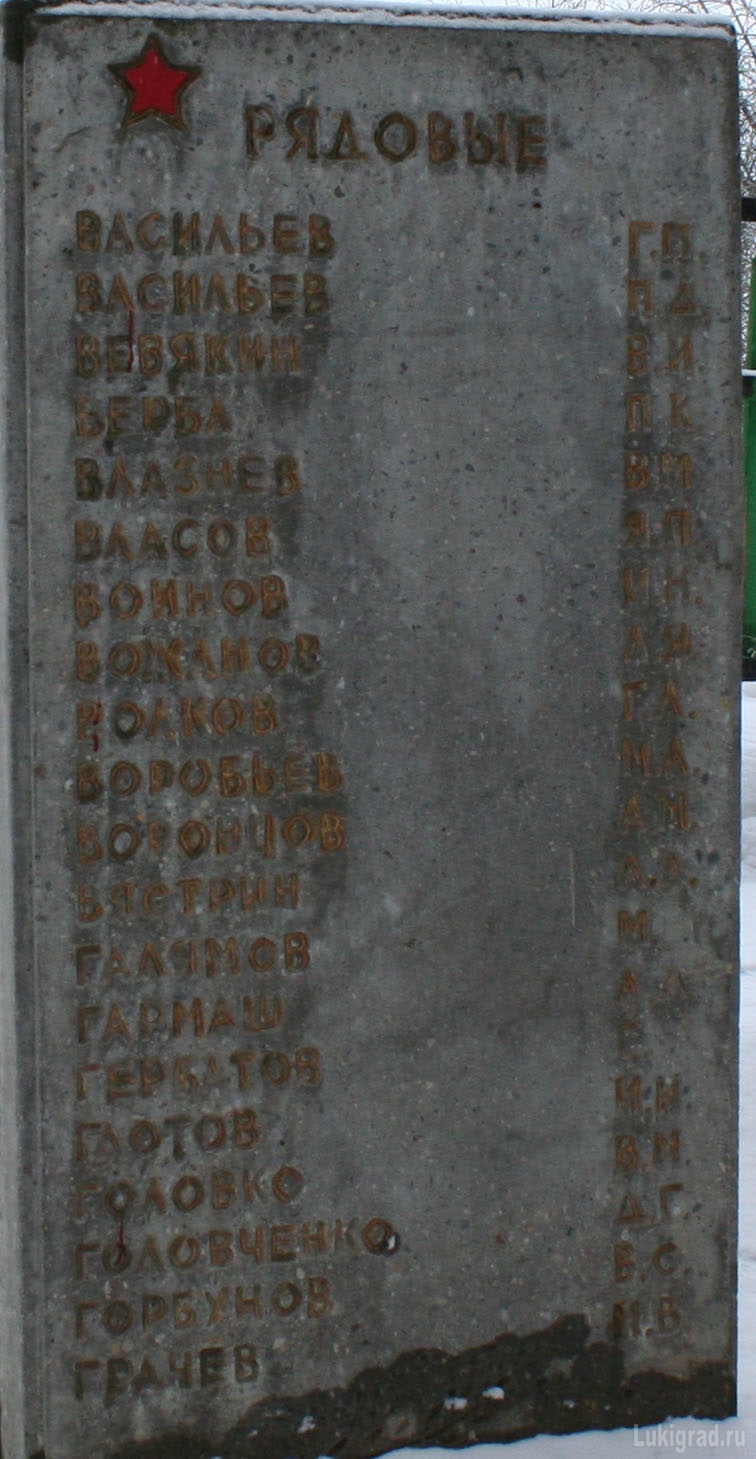 РЯДОВЫЕ
ВАСИЛЬЕВ Г.П.
ВАСИЛЬЕВ П.Д.
ВЕВЯКИН В.И
ВЕРБА П.К
ВЛАЗНЕВ В.М
ВЛАСОВ Я.П.
ВОИНОВ И.Н.
ВОЖАНОВ А.Я
ВОЛКОВ Г.А.
ВОРОБЬЕВ М.А.
ВОРОНЦОВ А.М.
ВЯСТРИН А.А.
ГАЛЯМОВ М.
ГАРМАШ А.А
ГЕРБАТОВ
ГЛОТОВ И.И.
ГОЛОВКО В.М.
ГОЛОВЧЕНКО Д.Г.
ГОРБУНОВ В.С.
ГРАЧЕВ М.В
Lukigrad.ru